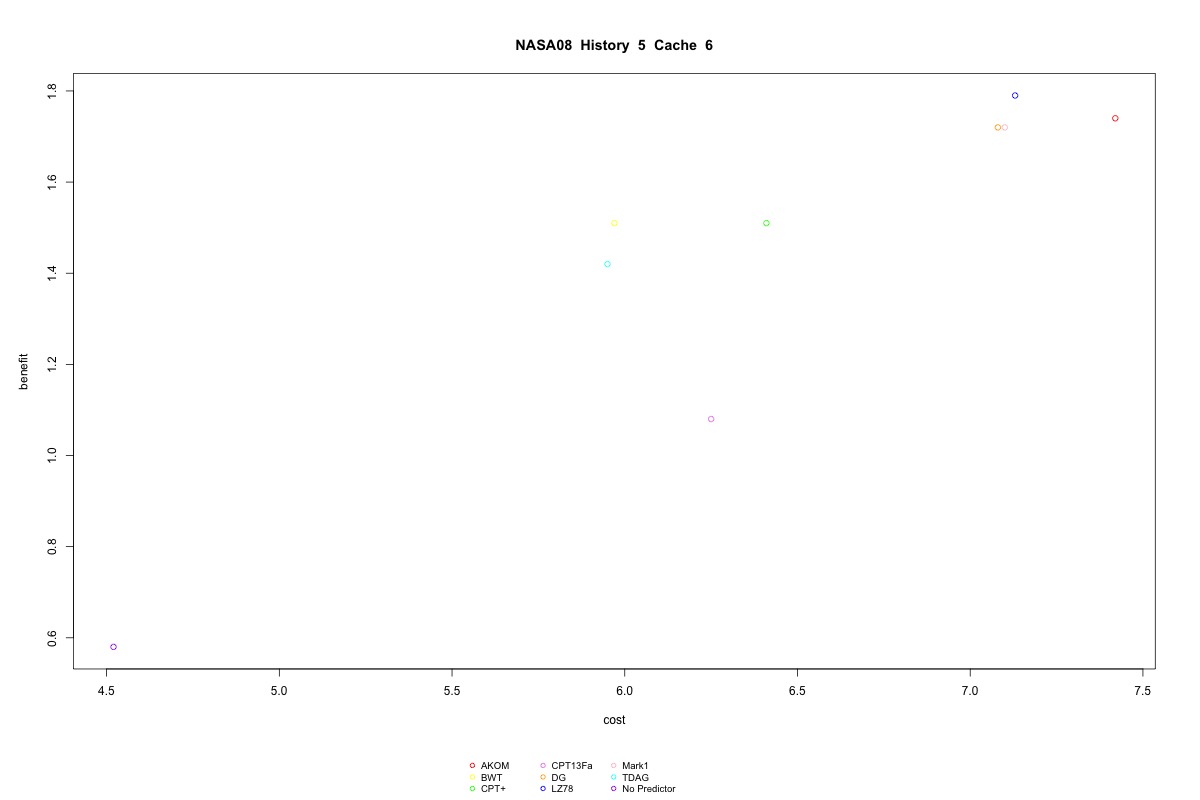 NASA08 History 5 Cache 6
benefit
1.8
1.6
1.4
1.2
1.0
0.8
0.6
4.5 5.0 5.5 6.0 6.5 7.0 7.5
cost
AKOM CPT13Fa Mark1
BWT DG TDAG
CPT+ LZ78 No Predictor